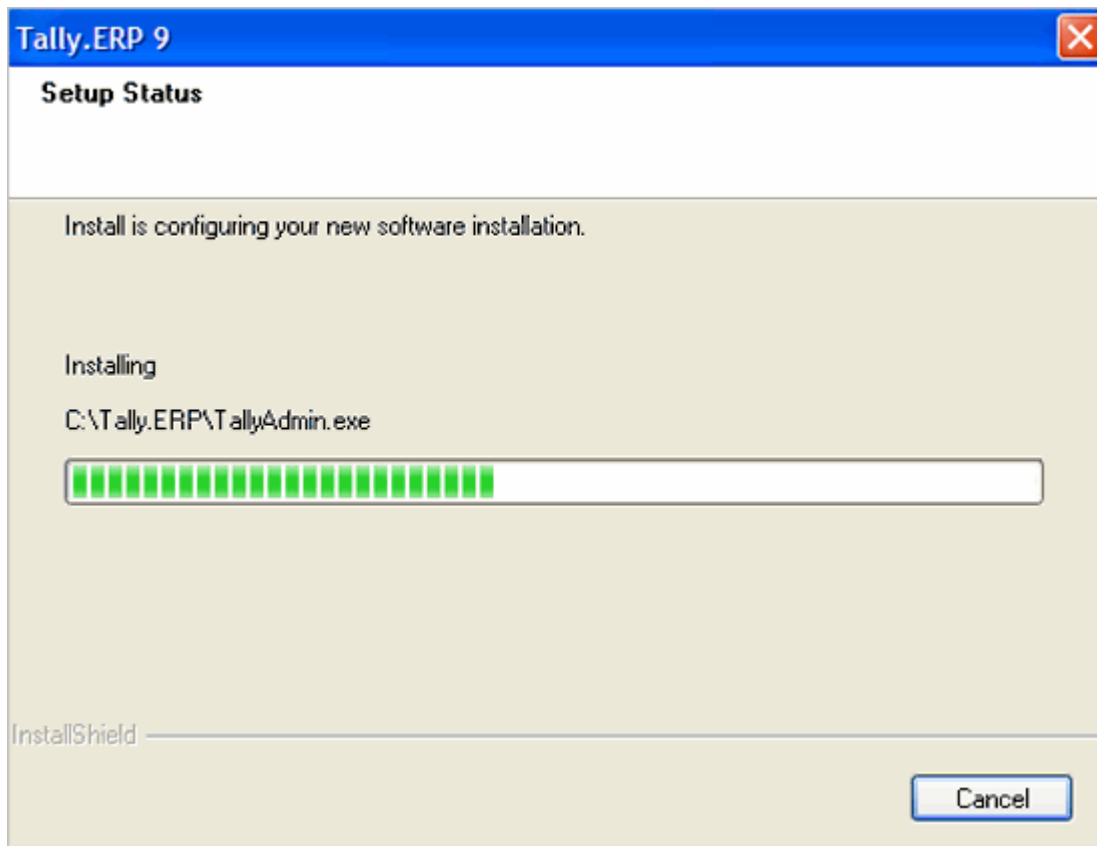 Tally.ERP 9
Setup Status
Install is configuring your new software installation.
Installing
C:\Tally.ERP\TallyAdmin.exe
InstallShield
Cancel